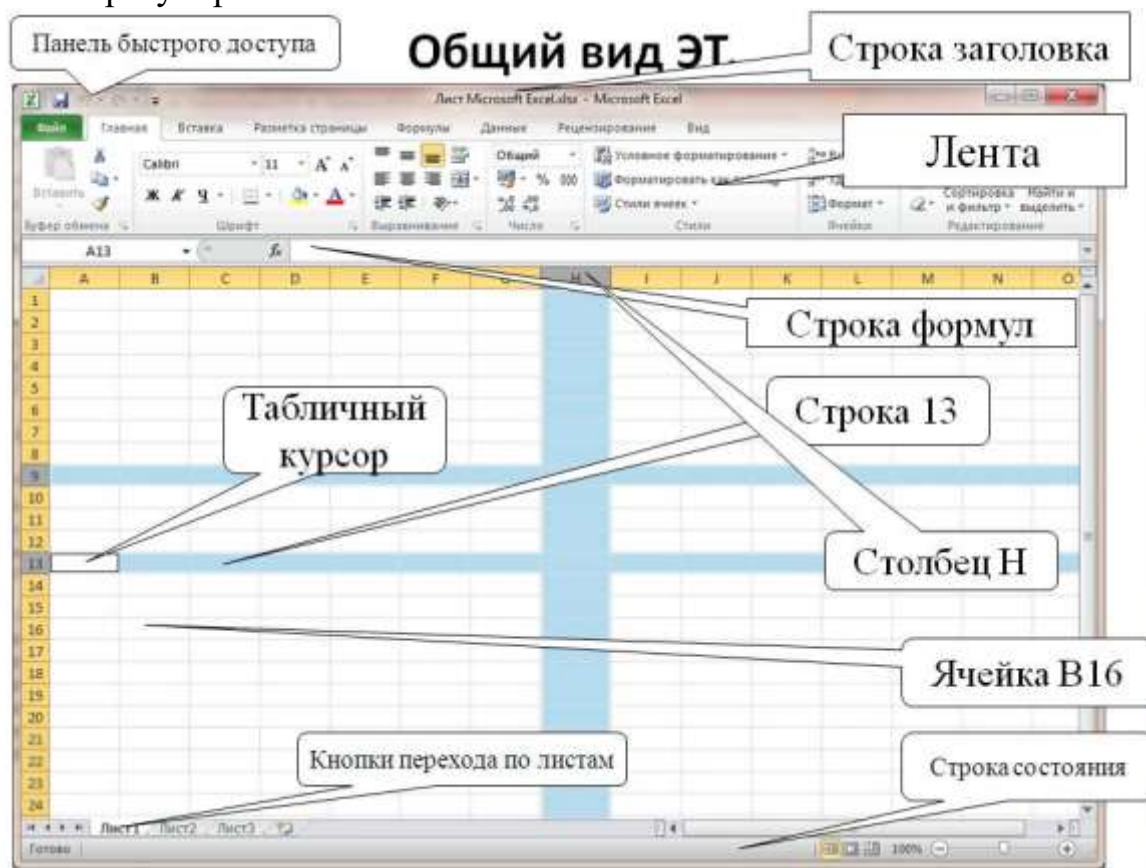 Панель быстрого доступа
Общий вид ЭТ.
Строка заголовка
Лист Microsoft Excel.xlsx - Microsoft Excel
Файл Главная Вставка Разметка страницы Формулы Данные Рецензирование Вид
Лента
Calibri 11 Общий Условное форматирование
Вставить Ж К Ч % 000 Форматировать как Сортировка Найти и
Стили ячеек Формат и фильтр выделить
Буфер обмена Шрифт Выравнивание Число Стили Ячейки Редактирование
A13 fx
A B C D E F G H I J K L M N O
1
2
Строка формул
3
4
5
Табличный
Строка 13
6
7
курсор
8
9
10
11
12
Столбец H
13
14
15
16
17
Ячейка B16
18
19
20
21
Кнопки перехода по листам
Строка состояния
22
23
24
Лист1 Лист2 Лист3
Готово 100%